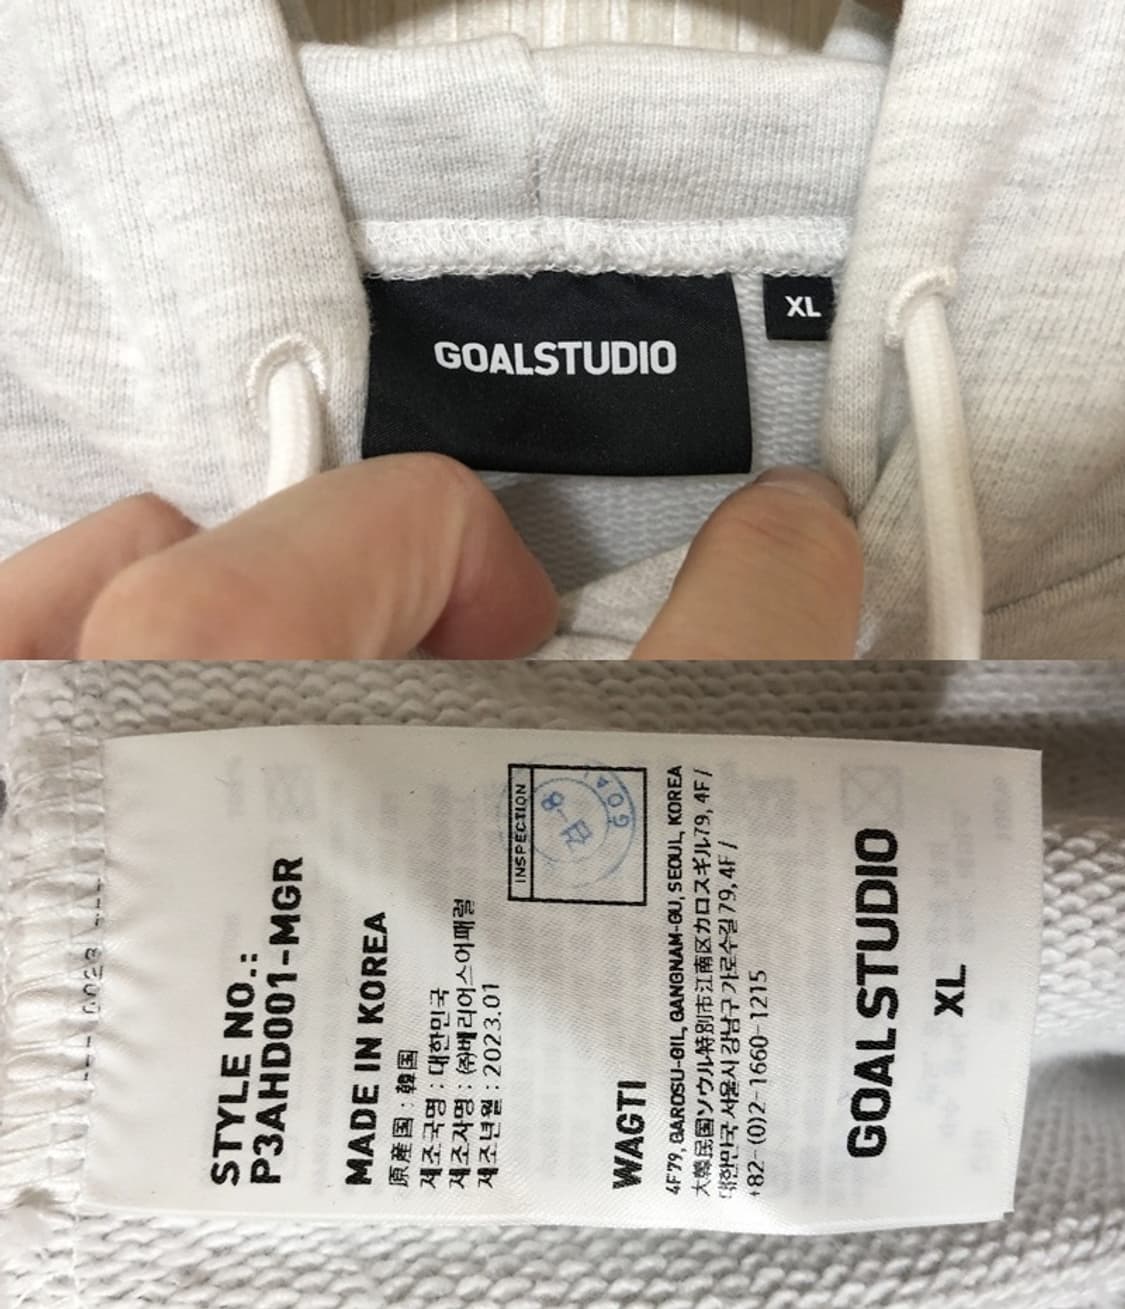 GOALSTUDIO
XL
STYLE NO.:
P3AHD001-MGR
MADE IN KOREA
原産国 : 韓国
제조국명 : 대한민국
제조자명 : (주)베리어스어패럴
제조년월 : 2023.01
INSPECTION
GOA
WAGTI
4F79, GAROSU-GIL, GANGNAM-GU, SEOUL, KOREA
大韓民国ソウル特別市江南区カロスギル79, 4F /
대한민국 서울시 강남구 가로수길 79, 4F /
+82-(0)2-1660-1215
GOALSTUDIO
XL